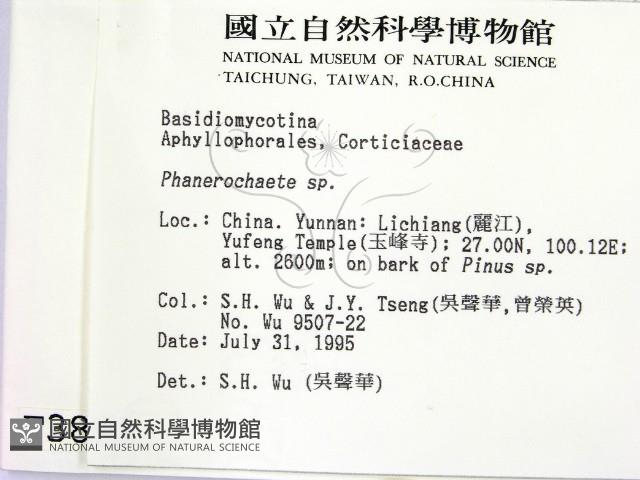 國立自然科學博物館
NATIONAL MUSEUM OF NATURAL SCIENCE
TAICHUNG, TAIWAN, R.O.CHINA
Basidiomycotina
Aphyllophorales, Corticiaceae
Phanerochaete sp.
Loc.: China. Yunnan: Lichiang(麗江),
Yufeng Temple(玉峰寺); 27.00N, 100.12E;
alt. 2600m; on bark of Pinus sp.
Col.: S.H. Wu & J.Y. Tseng(吳聲華,曾榮英)
No. Wu 9507-22
Date: July 31, 1995
Det.: S.H. Wu (吳聲華)
738
國立自然科學博物館
NATIONAL MUSEUM OF NATURAL SCIENCE